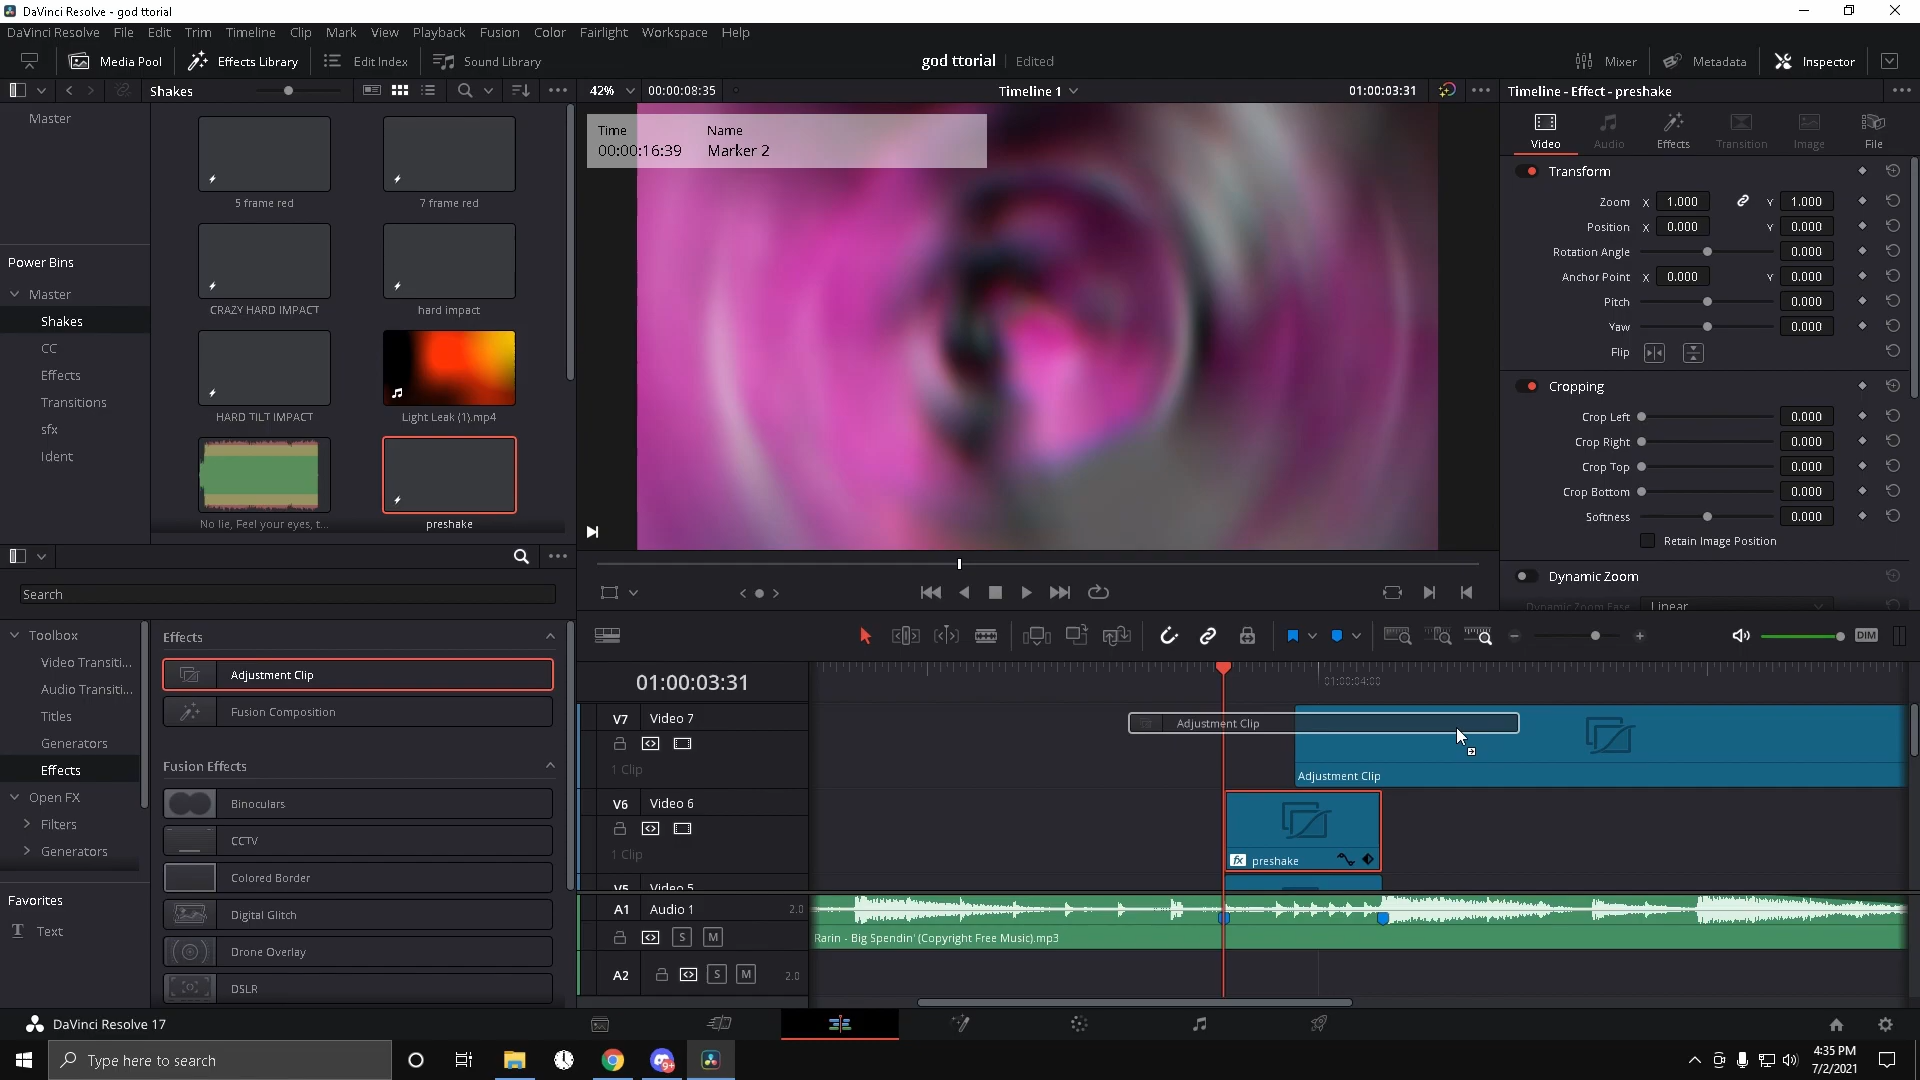 DaVinci Resolve - god ttorial
DaVinci Resolve File Edit Trim Timeline Clip Mark View Playback Fusion Color Fairlight Workspace Help
Media Pool Effects Library Edit Index Sound Library god ttorial Edited Mixer Metadata Inspector
Shakes 42% 00:00:08:35 Timeline 1 01:00:03:31 Timeline - Effect - preshake
Master
Power Bins
Master
Shakes
CC
Effects
Transitions
sfx
Ident
5 frame red 7 frame red
CRAZY HARD IMPACT hard impact
HARD TILT IMPACT Light Leak (1).mp4
No lie, Feel your eyes, t... preshake
Time Name
00:00:16:39 Marker 2
Video Audio Effects Transition Image File
Transform
Zoom X 1.000 Y 1.000
Position X 0.000 Y 0.000
Rotation Angle 0.000
Anchor Point X 0.000 Y 0.000
Pitch 0.000
Yaw 0.000
Flip
Cropping
Crop Left 0.000
Crop Right 0.000
Crop Top 0.000
Crop Bottom 0.000
Softness 0.000
Retain Image Position
Dynamic Zoom
Dynamic Zoom Ease Linear
Search
Toolbox
Video Transiti...
Audio Transiti...
Titles
Generators
Effects
Open FX
Filters
Generators
Favorites
Text
Effects
Adjustment Clip
Fusion Composition
Fusion Effects
Binoculars
CCTV
Colored Border
Digital Glitch
Drone Overlay
DSLR
DIM
01:00:03:31
01:00:04:00
V7 Video 7
1 Clip
Adjustment Clip
Adjustment Clip
V6 Video 6
1 Clip
fx preshake
V5 Video 5
A1 Audio 1 2.0
S M
Rarin - Big Spendin' (Copyright Free Music).mp3
A2 S M 2.0
DaVinci Resolve 17
Type here to search
9+
4:35 PM
7/2/2021